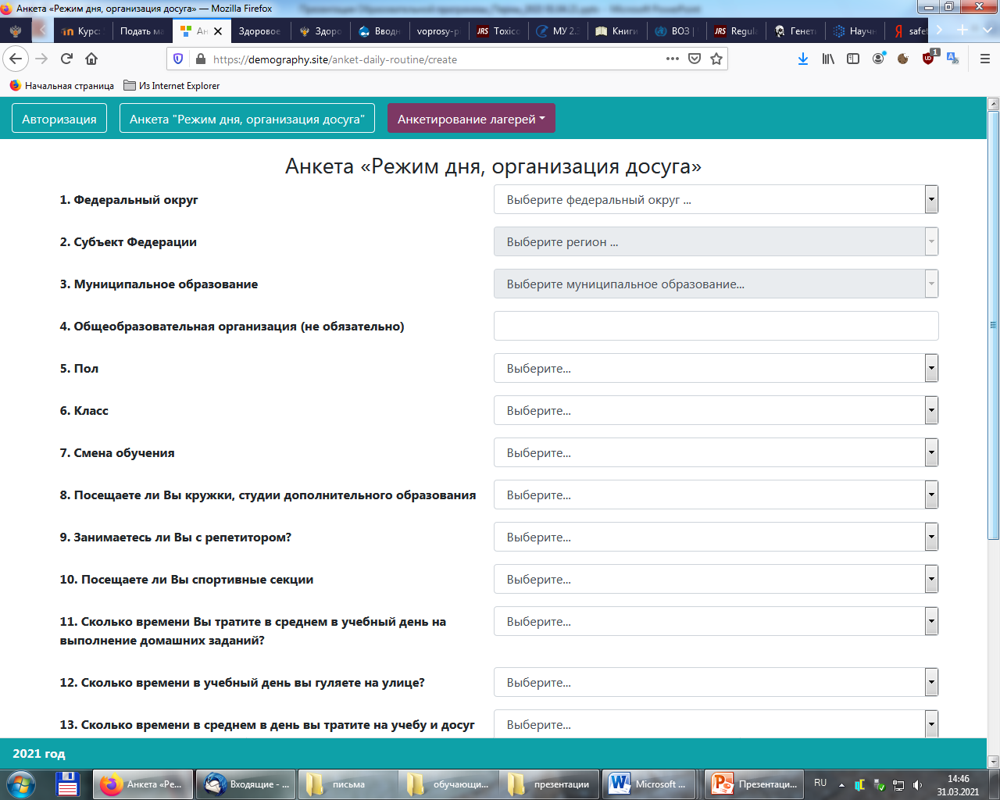 Анкета «Режим дня, организация досуга» — Mozilla Firefox
Курс:
Подать ма
Ан
Здоровое
Здоро
Вводн
voprosy-p
JRS Toxico
МУ 2.3
Книги
ВОЗ |
JRS Regula
Генети
Научн
Я safet
https://demography.site/anket-daily-routine/create
1
Начальная страница
Из Internet Explorer
Авторизация
Анкета "Режим дня, организация досуга"
Анкетирование лагерей
Анкета «Режим дня, организация досуга»
1. Федеральный округ
Выберите федеральный округ ...
2. Субъект Федерации
Выберите регион ...
3. Муниципальное образование
Выберите муниципальное образование...
4. Общеобразовательная организация (не обязательно)
5. Пол
Выберите...
6. Класс
Выберите...
7. Смена обучения
Выберите...
8. Посещаете ли Вы кружки, студии дополнительного образования
Выберите...
9. Занимаетесь ли Вы с репетитором?
Выберите...
10. Посещаете ли Вы спортивные секции
Выберите...
11. Сколько времени Вы тратите в среднем в учебный день на
выполнение домашних заданий?
Выберите...
12. Сколько времени в учебный день вы гуляете на улице?
Выберите...
13. Сколько времени в среднем в день вы тратите на учебу и досуг
Выберите...
2021 год
Анкета «Ре...
Входящие - ...
письма
обучающи...
презентации
Microsoft ...
Презентаци...
RU
14:46
31.03.2021